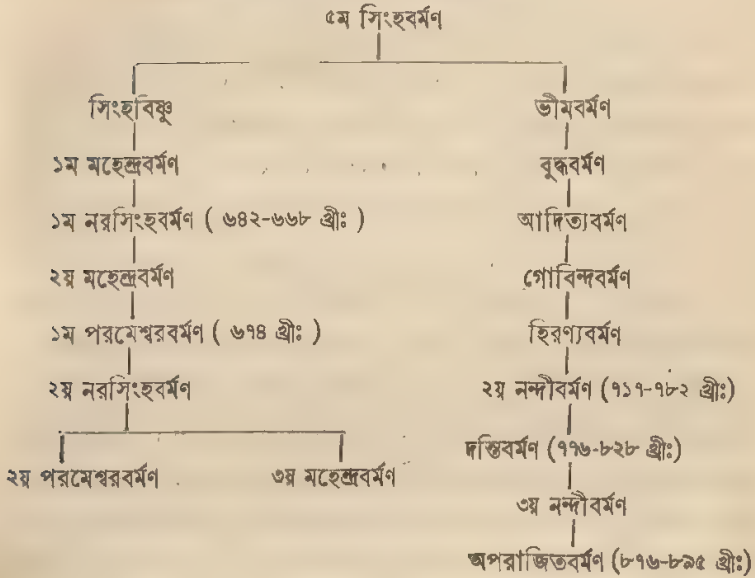 ৫ম সিংহবর্মণ
সিংহবিষ্ণু
১ম মহেন্দ্রবর্মণ
১ম নরসিংহবর্মণ ( ৬৪২-৬৬৮ খ্রীঃ )
২য় মহেন্দ্রবর্মণ
১ম পরমেশ্বরবর্মণ ( ৬৭৪ খ্রীঃ )
২য় নরসিংহবর্মণ
২য় পরমেশ্বরবর্মণ
৩য় মহেন্দ্রবর্মণ
ভীমবর্মণ
বুদ্ধবর্মণ
আদিত্যবর্মণ
গোবিন্দবর্মণ
হিরণ্যবর্মণ
২য় নন্দীবর্মণ (৭১৭-৭৮২ খ্রীঃ)
দন্তিবর্মণ (৭৭৬-৮২৮ খ্রীঃ)
৩য় নন্দীবর্মণ
অপরাজিতবর্মণ (৮৭৬-৮৯৫ খ্রীঃ)